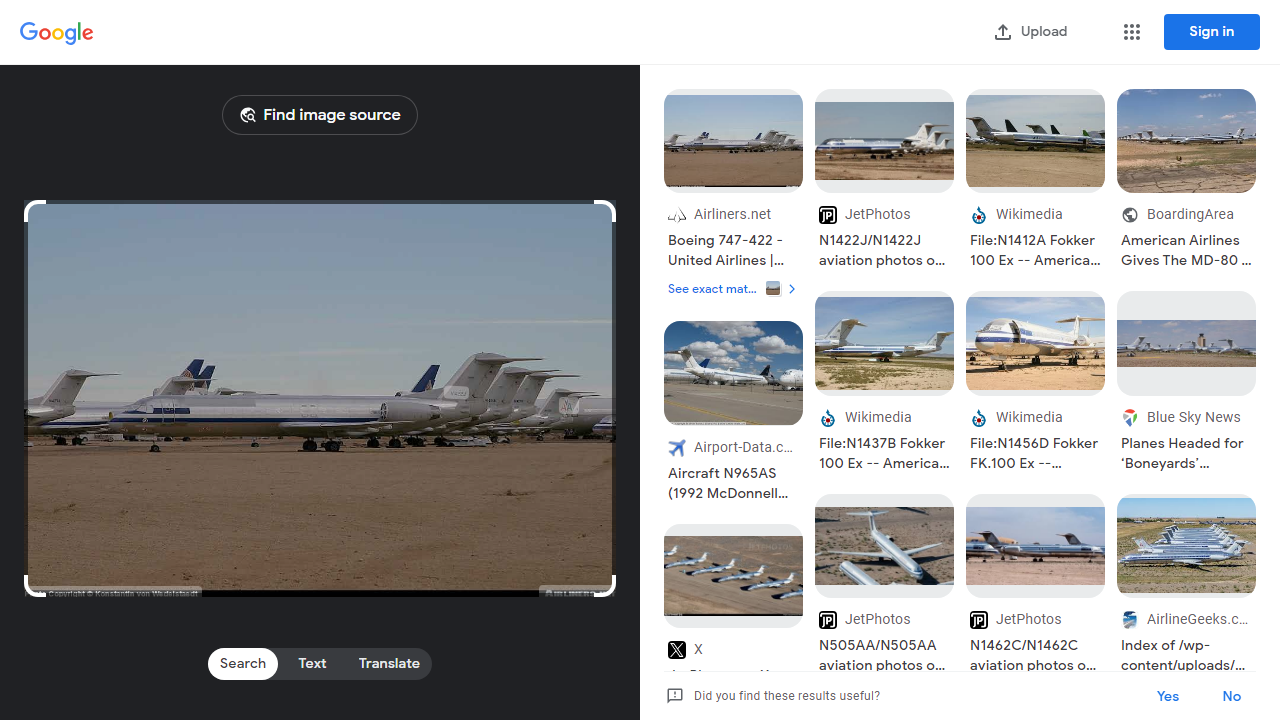 Google
Upload
Sign in
Find image source
Copyright © Konstantin von Wedelstaedt
Search
Text
Translate
Airliners.net
Boeing 747-422 -
United Airlines |...
See exact mat...
JetPhotos
N1422J/N1422J
aviation photos o...
Wikimedia
File:N1412A Fokker
100 Ex -- America...
BoardingArea
American Airlines
Gives The MD-80 ...
Airport-Data.c...
Aircraft N965AS
(1992 McDonnell...
Wikimedia
File:N1437B Fokker
100 Ex -- America...
Wikimedia
File:N1456D Fokker
FK.100 Ex --...
Blue Sky News
Planes Headed for
‘Boneyards’...
X
JetPhotos
N505AA/N505AA
aviation photos o...
JetPhotos
N1462C/N1462C
aviation photos o...
AirlineGeeks.c...
Index of /wp-
content/uploads/...
Did you find these results useful?
Yes
No